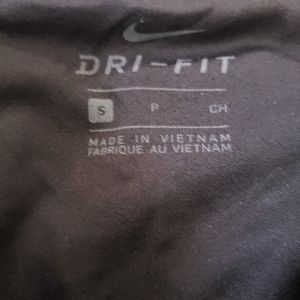 DRI-FIT
S P CH
MADE IN VIETNAM
FABRIQUE AU VIETNAM